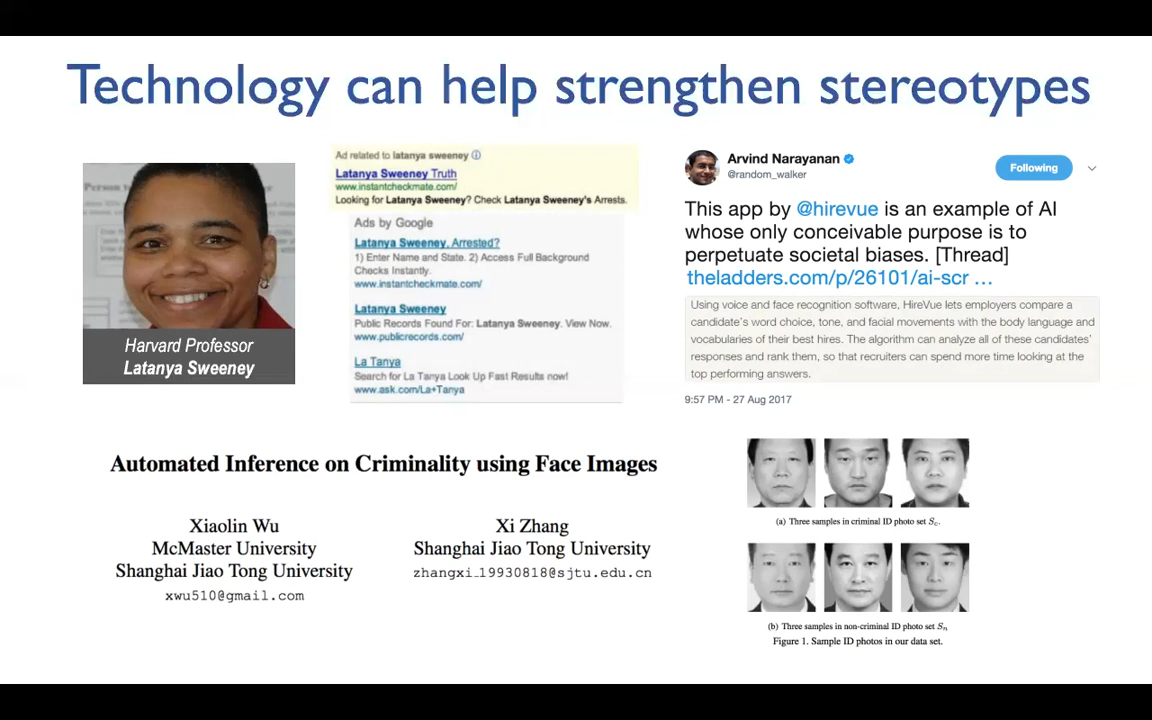 Technology can help strengthen stereotypes
Harvard Professor
Latanya Sweeney
Ad related to latanya sweeney ⓘ
Latanya Sweeney Truth
www.instantcheckmate.com/
Looking for Latanya Sweeney? Check Latanya Sweeney's Arrests.
Ads by Google
Latanya Sweeney, Arrested?
1) Enter Name and State. 2) Access Full Background
Checks Instantly.
www.instantcheckmate.com/
Latanya Sweeney
Public Records Found For: Latanya Sweeney. View Now.
www.publicrecords.com/
La Tanya
Search for La Tanya Look Up Fast Results now!
www.ask.com/La+Tanya
Arvind Narayanan
@random_walker
Following
This app by @hirevue is an example of AI
whose only conceivable purpose is to
perpetuate societal biases. [Thread]
theladders.com/p/26101/ai-scr …
Using voice and face recognition software, HireVue lets employers compare a
candidate's word choice, tone, and facial movements with the body language and
vocabularies of their best hires. The algorithm can analyze all of these candidates'
responses and rank them, so that recruiters can spend more time looking at the
top performing answers.
9:57 PM - 27 Aug 2017
Automated Inference on Criminality using Face Images
Xiaolin Wu
McMaster University
Shanghai Jiao Tong University
xwu510@gmail.com
Xi Zhang
Shanghai Jiao Tong University
zhangxi_19930818@sjtu.edu.cn
(a) Three samples in criminal ID photo set Sc.
(b) Three samples in non-criminal ID photo set Sn
Figure 1. Sample ID photos in our data set.